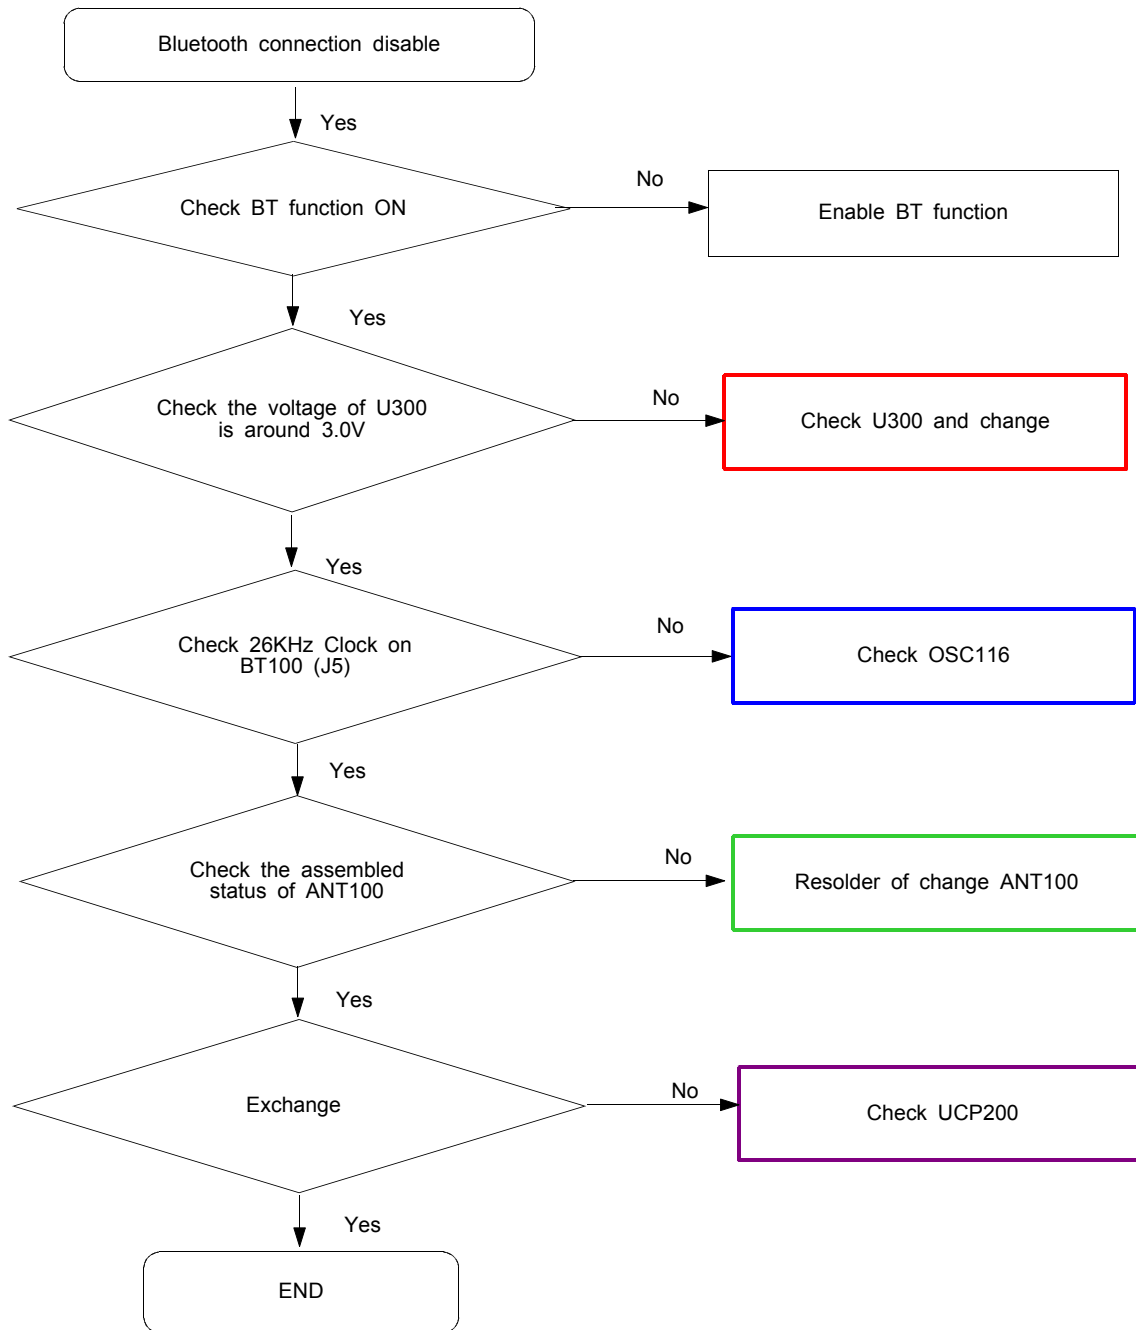 Bluetooth connection disable
Yes
Check BT function ON
No
Enable BT function
Yes
Check the voltage of U300
is around 3.0V
No
Check U300 and change
Yes
Check 26KHz Clock on
BT100 (J5)
No
Check OSC116
Yes
Check the assembled
status of ANT100
No
Resolder of change ANT100
Yes
Exchange
No
Check UCP200
Yes
END